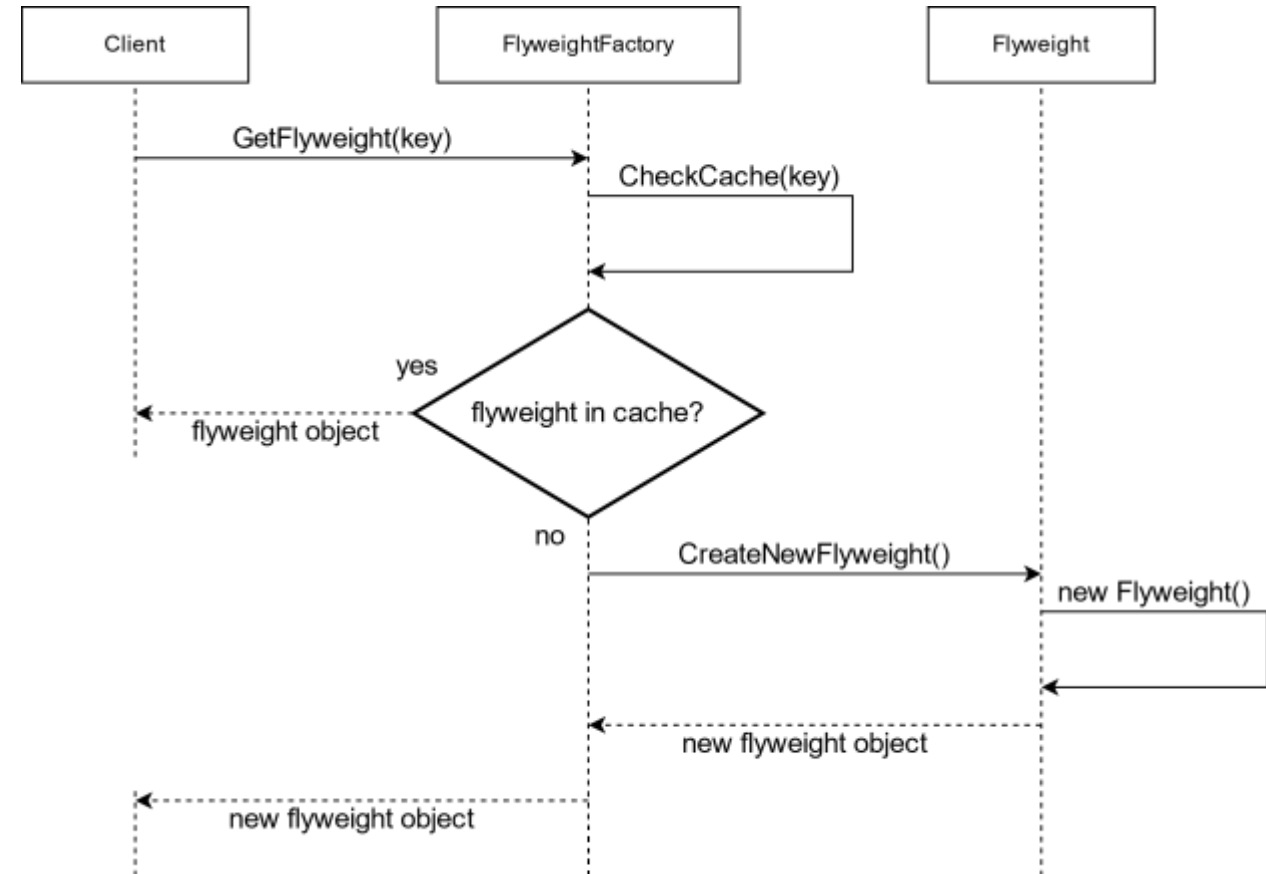 Client
FlyweightFactory
Flyweight
GetFlyweight(key)
CheckCache(key)
yes
flyweight in cache?
flyweight object
no
CreateNewFlyweight()
new Flyweight()
new flyweight object
new flyweight object